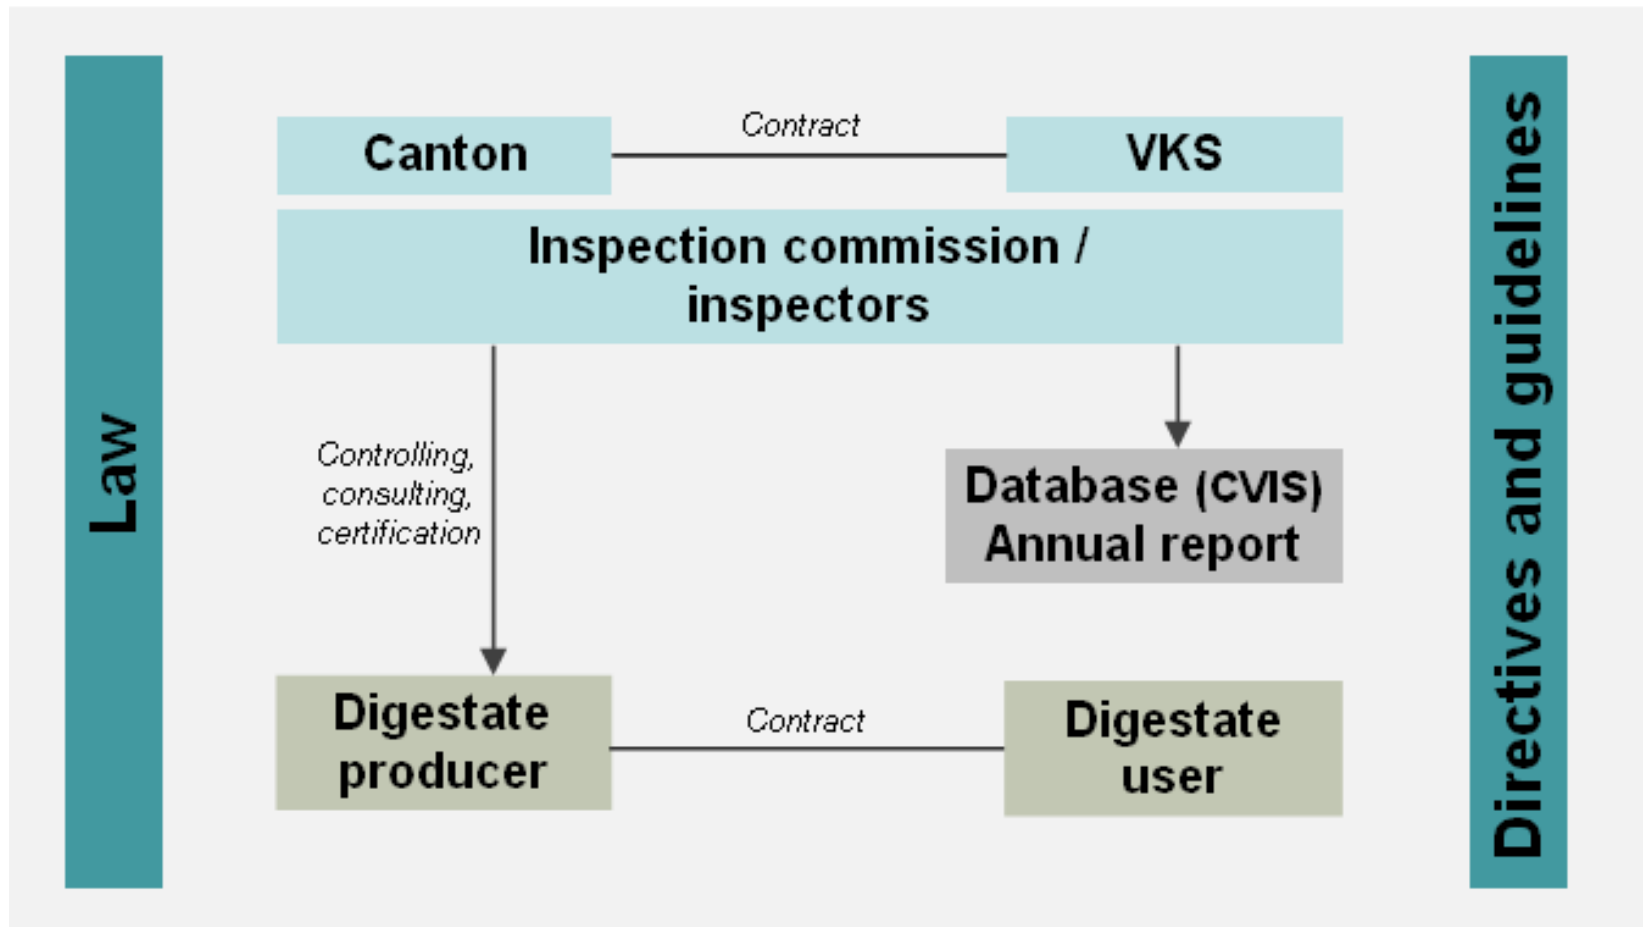 Law
Canton
Contract
VKS
Inspection commission /
inspectors
Controlling,
consulting,
certification
Database (CVIS)
Annual report
Digestate
producer
Contract
Digestate
user
Directives and guidelines